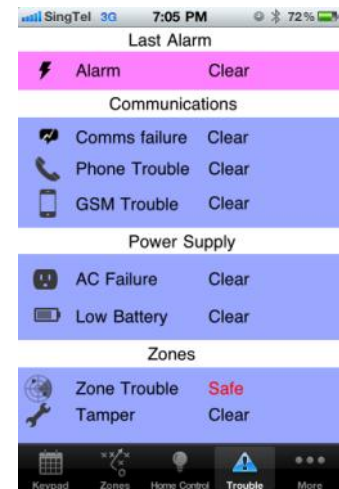 SingTel 3G 7:05 PM 72%
Last Alarm
Alarm Clear
Communications
Comms failure Clear
Phone Trouble Clear
GSM Trouble Clear
Power Supply
AC Failure Clear
Low Battery Clear
Zones
Zone Trouble Safe
Tamper Clear
Keypad Zones Home Control Trouble More